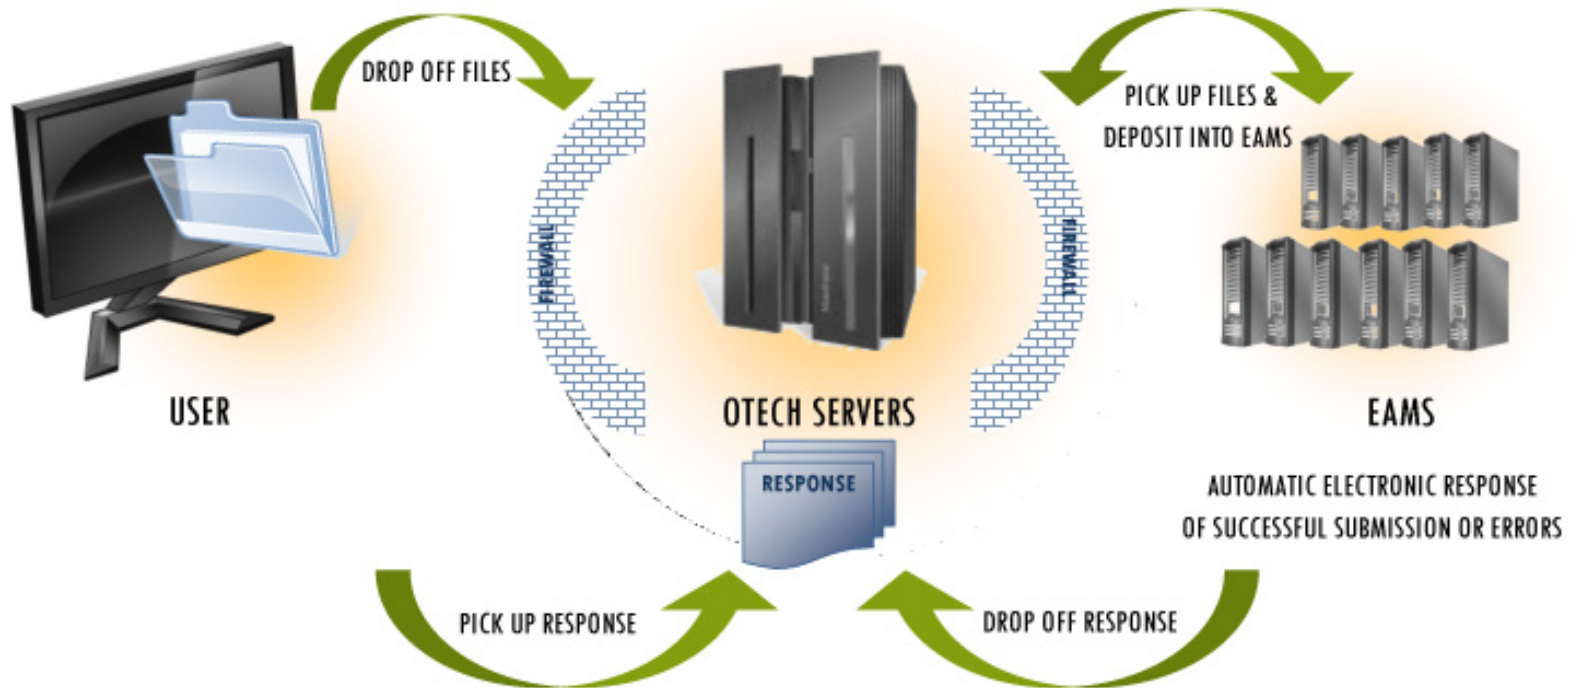 DROP OFF FILES
PICK UP FILES &
DEPOSIT INTO EAMS
FIREWALL
FIREWALL
USER
OTECH SERVERS
EAMS
RESPONSE
AUTOMATIC ELECTRONIC RESPONSE
OF SUCCESSFUL SUBMISSION OR ERRORS
PICK UP RESPONSE
DROP OFF RESPONSE